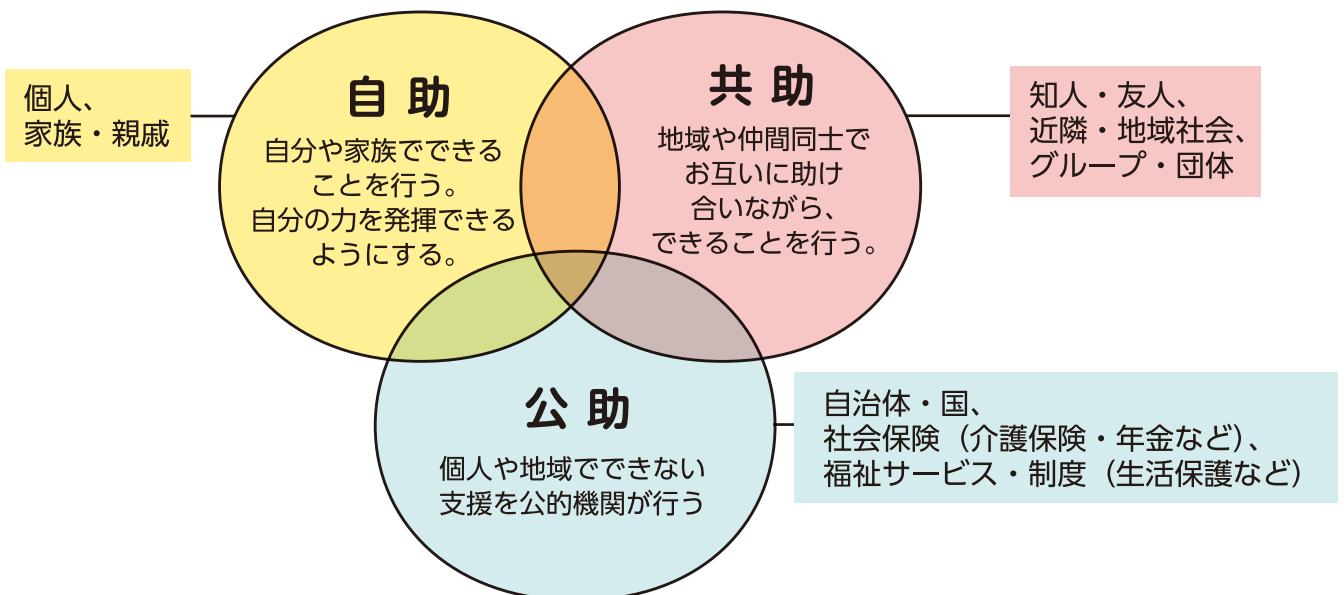 個人、
家族・親戚
自助
自分や家族でできる
ことを行う。
自分の力を発揮できる
ようにする。
共助
地域や仲間同士で
お互いに助け
合いながら、
できることを行う。
知人・友人、
近隣・地域社会、
グループ・団体
公助
個人や地域でできない
支援を公的機関が行う
自治体・国、
社会保険（介護保険・年金など）、
福祉サービス・制度（生活保護など）